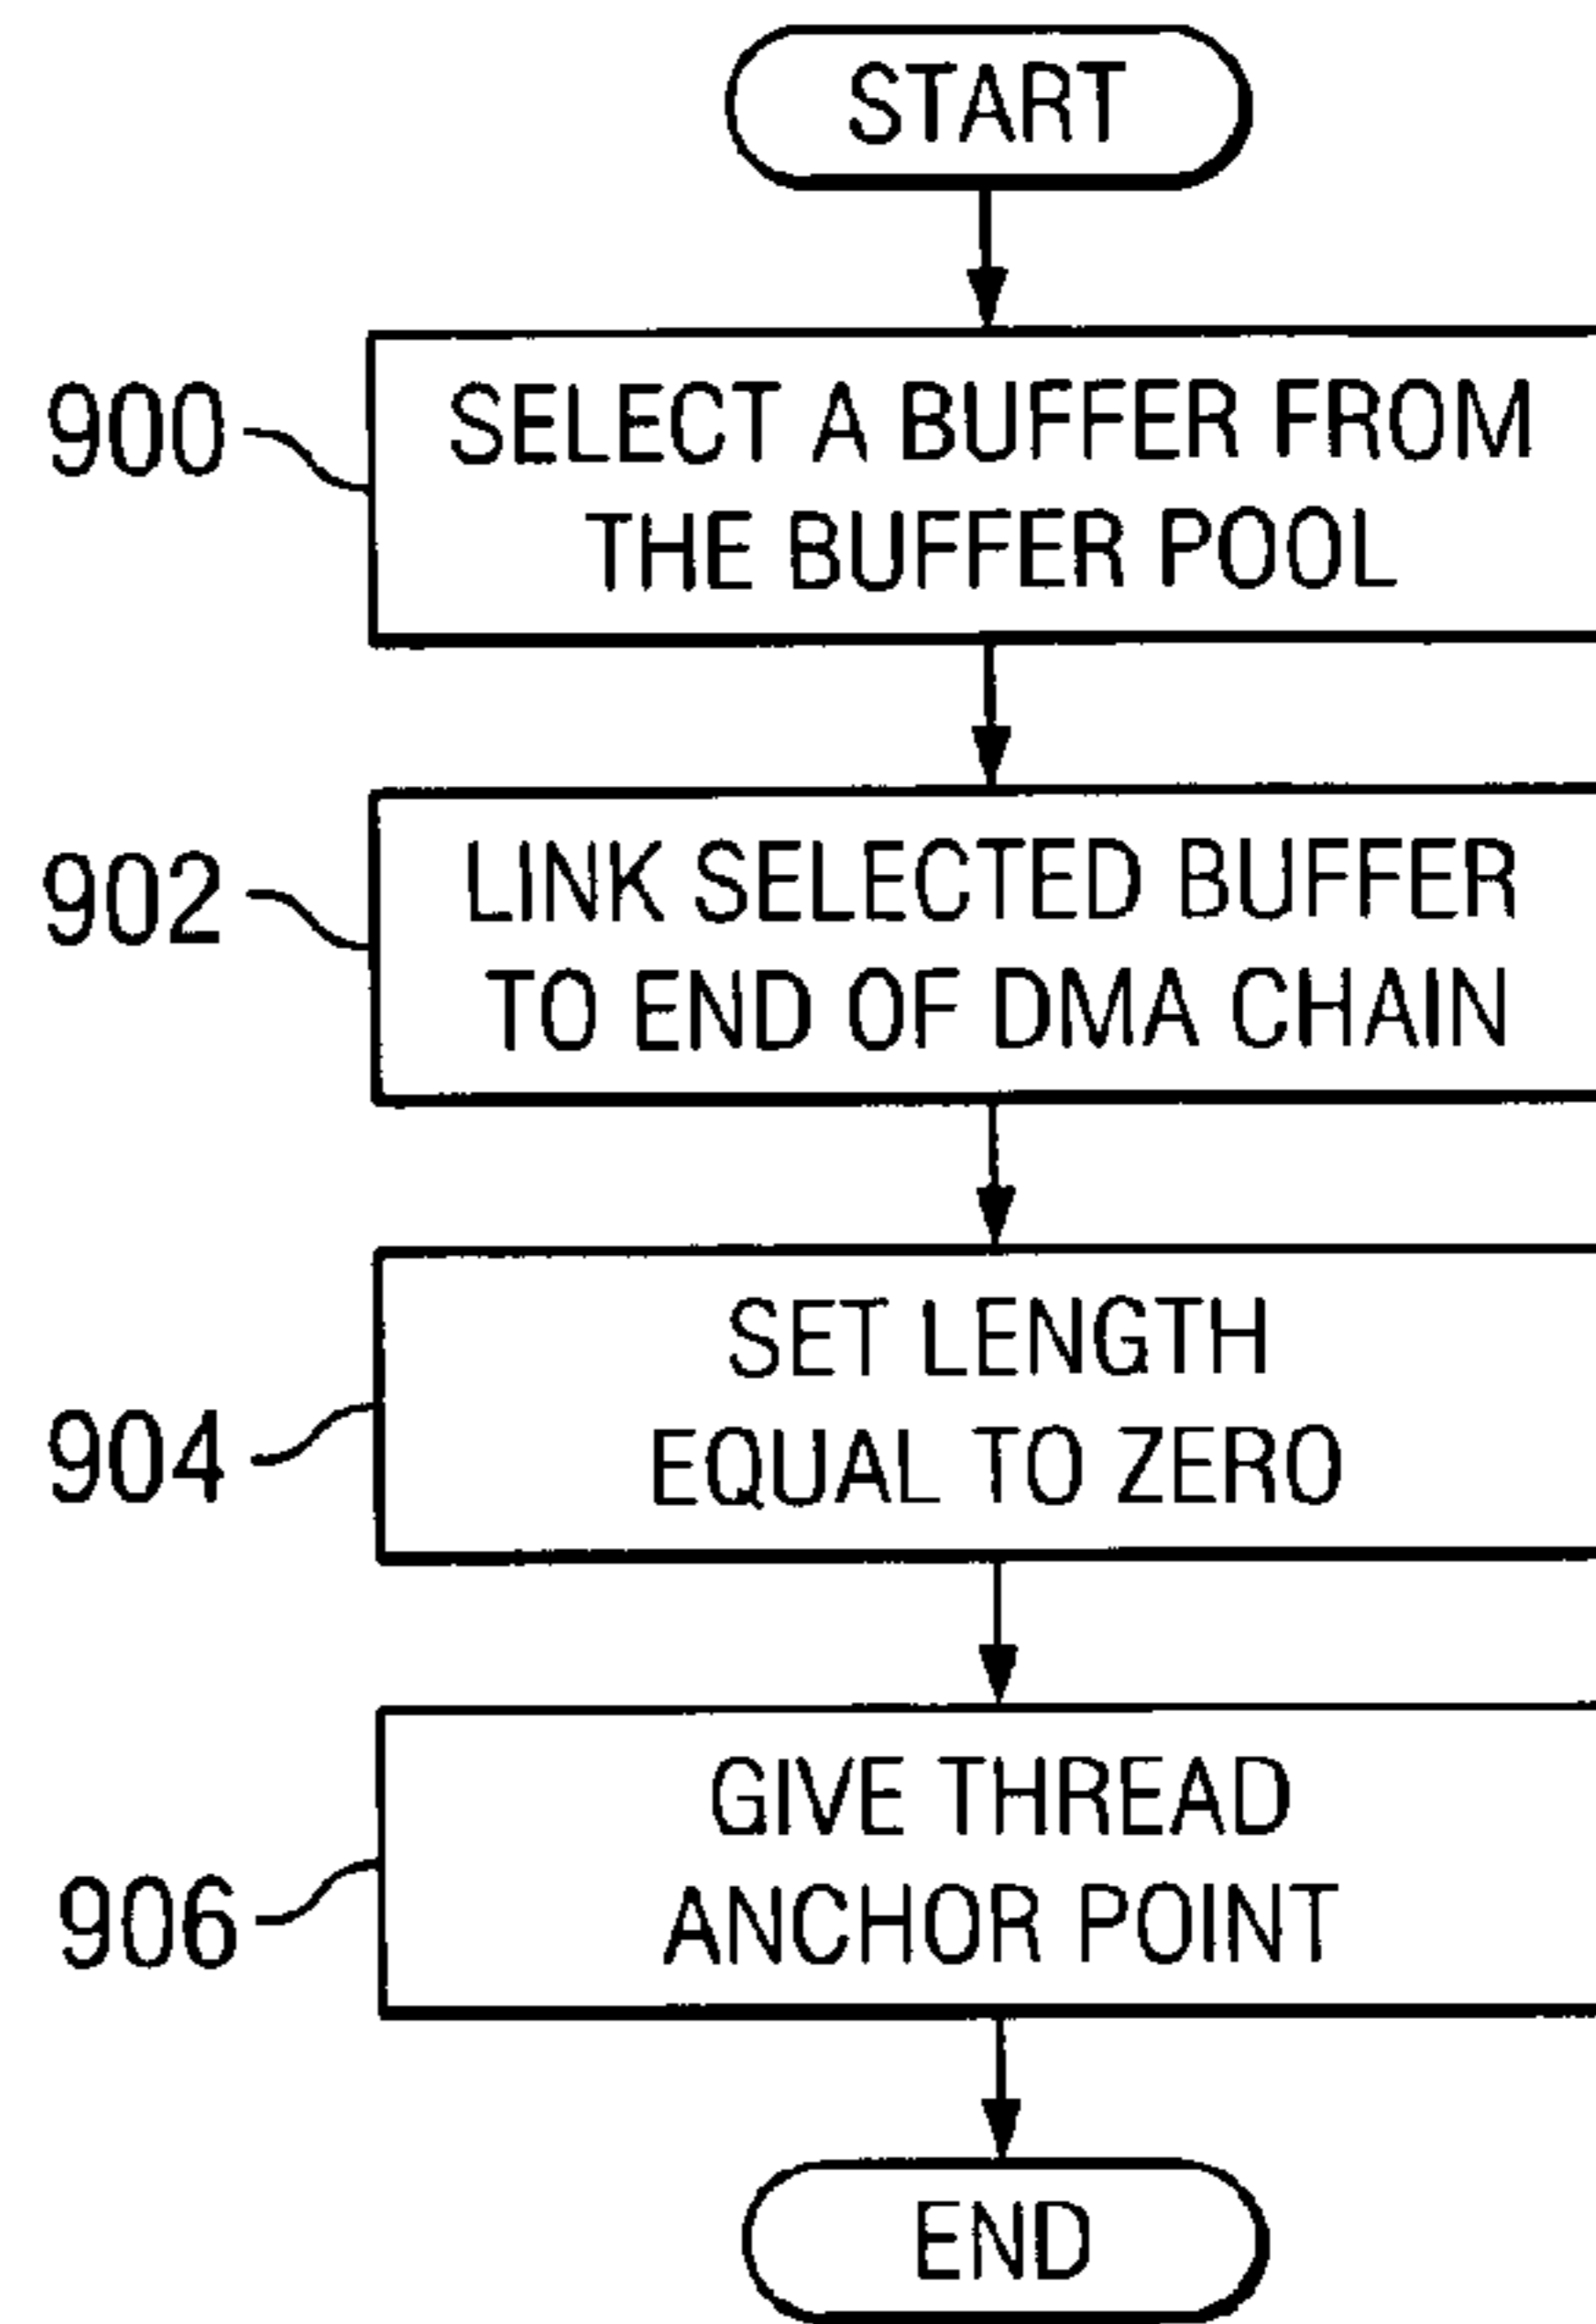 START
900
SELECT A BUFFER FROM
THE BUFFER POOL
902
LINK SELECTED BUFFER
TO END OF DMA CHAIN
904
SET LENGTH
EQUAL TO ZERO
906
GIVE THREAD
ANCHOR POINT
END